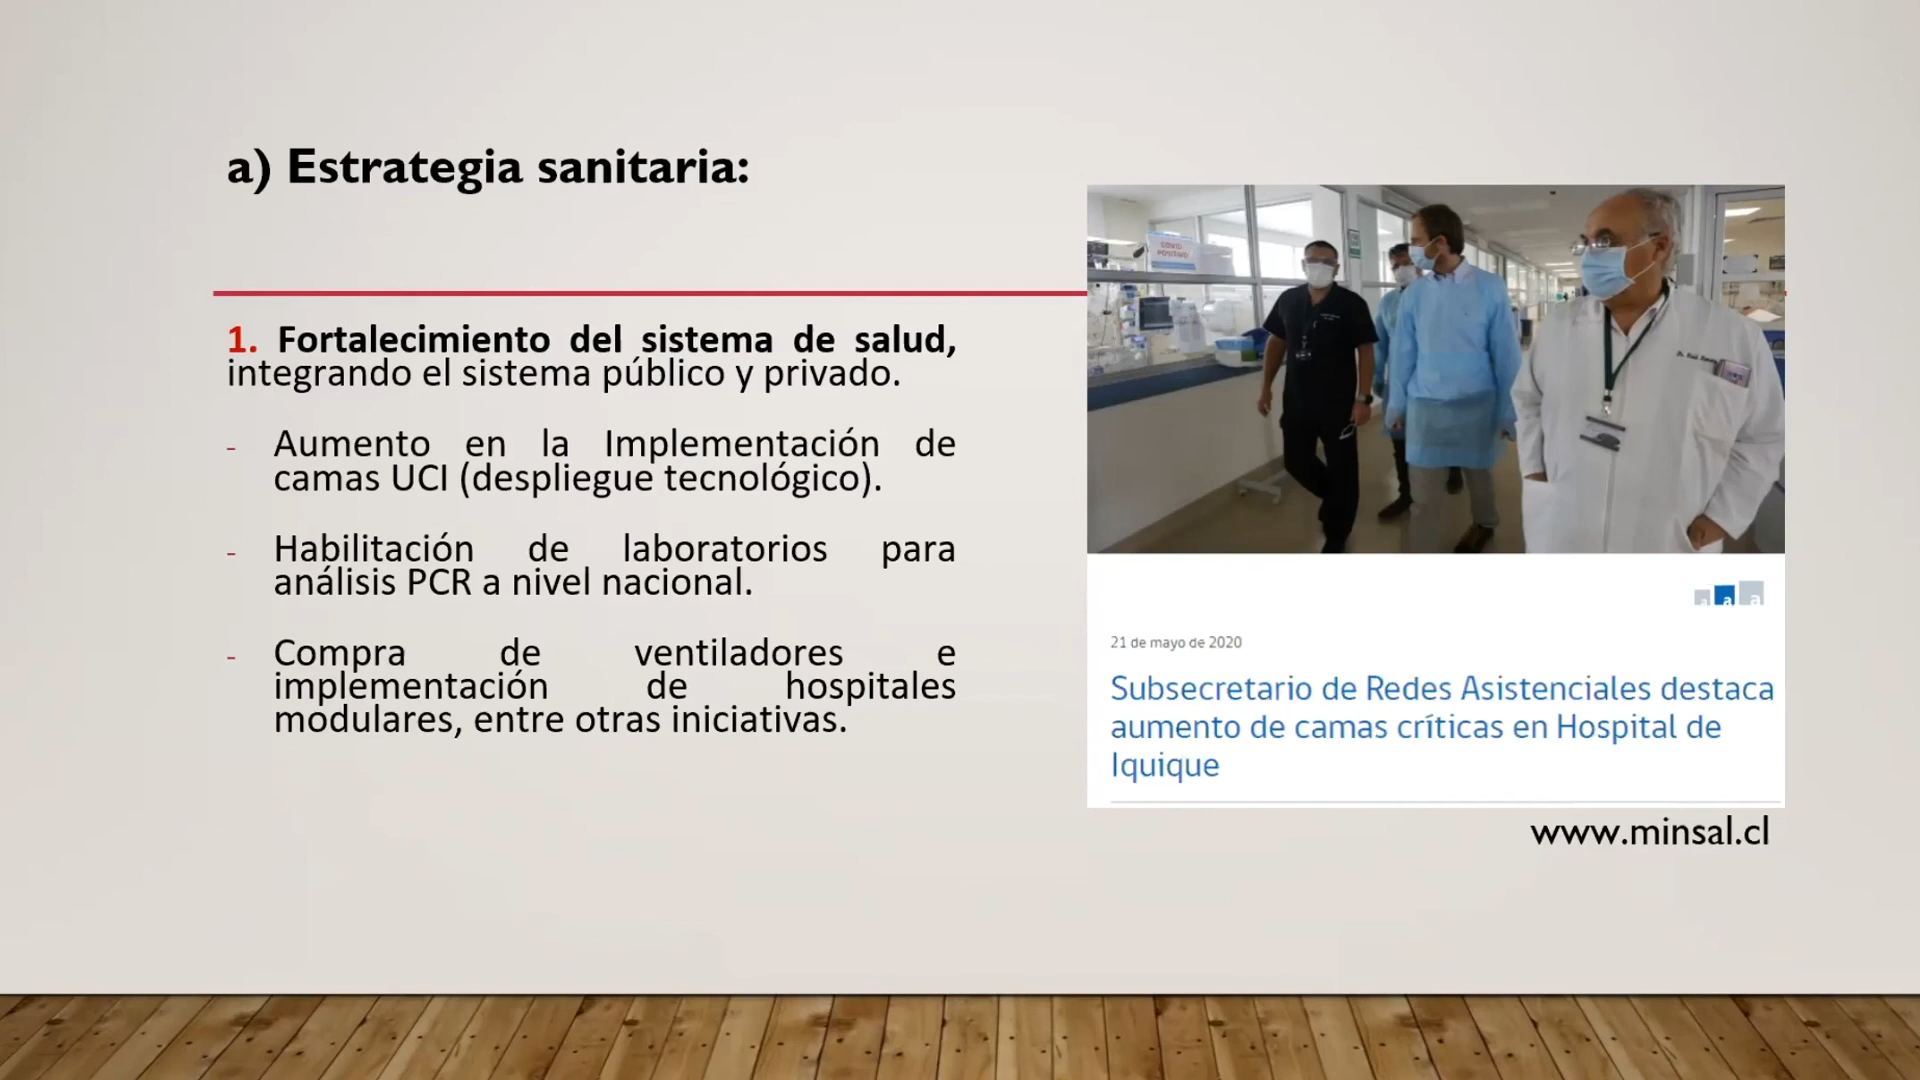 a) Estrategia sanitaria:
1. Fortalecimiento del sistema de salud,
integrando el sistema público y privado.
- Aumento en la Implementación de
camas UCI (despliegue tecnológico).
- Habilitación de laboratorios para
análisis PCR a nivel nacional.
- Compra de ventiladores e
implementación de hospitales
modulares, entre otras iniciativas.
COVID
POSITIVO
a a a
21 de mayo de 2020
Subsecretario de Redes Asistenciales destaca
aumento de camas críticas en Hospital de
Iquique
www.minsal.cl